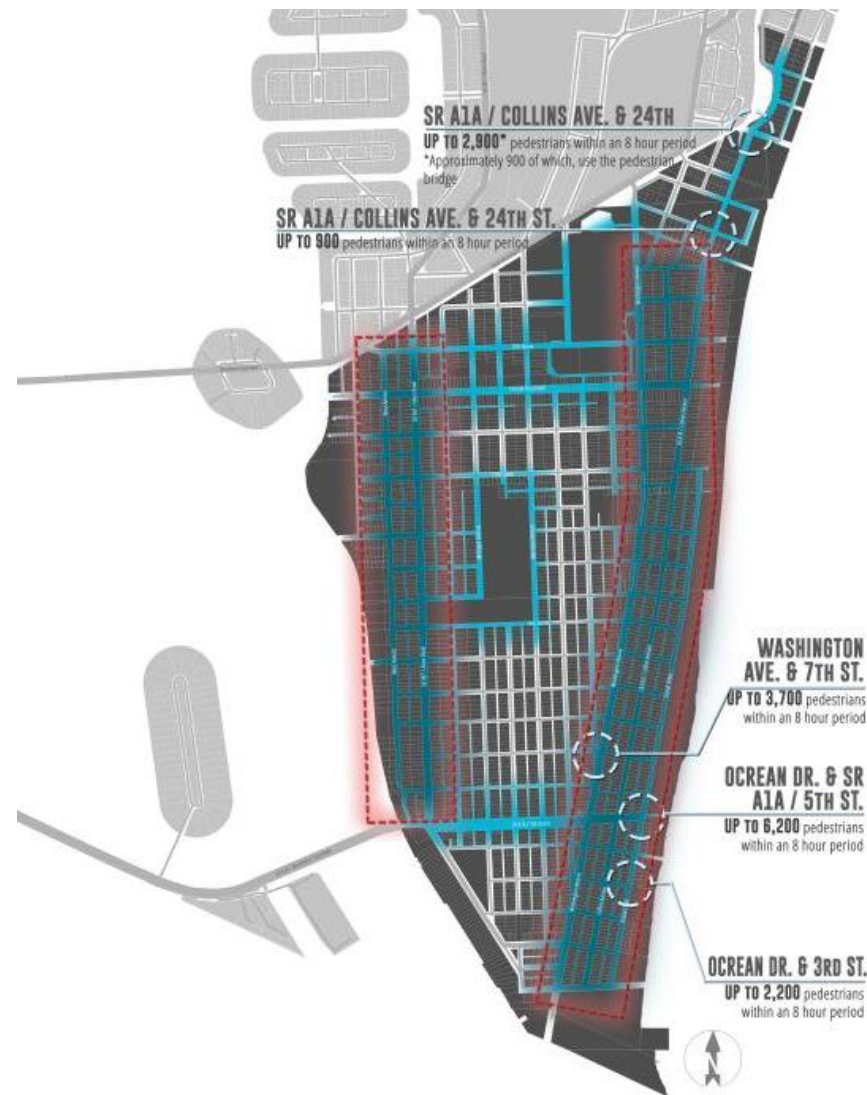 SR A1A / COLLINS AVE. & 24TH
UP TO 2,900* pedestrians within an 8 hour period
*Approximately 900 of which, use the pedestrian
bridge
SR A1A / COLLINS AVE. & 24TH ST.
UP TO 900 pedestrians within an 8 hour period
WASHINGTON
AVE. & 7TH ST.
UP TO 3,700 pedestrians
within an 8 hour period
OCREAN DR. & SR
A1A / 5TH ST.
UP TO 6,200 pedestrians
within an 8 hour period
OCREAN DR. & 3RD ST.
UP TO 2,200 pedestrians
within an 8 hour period
N